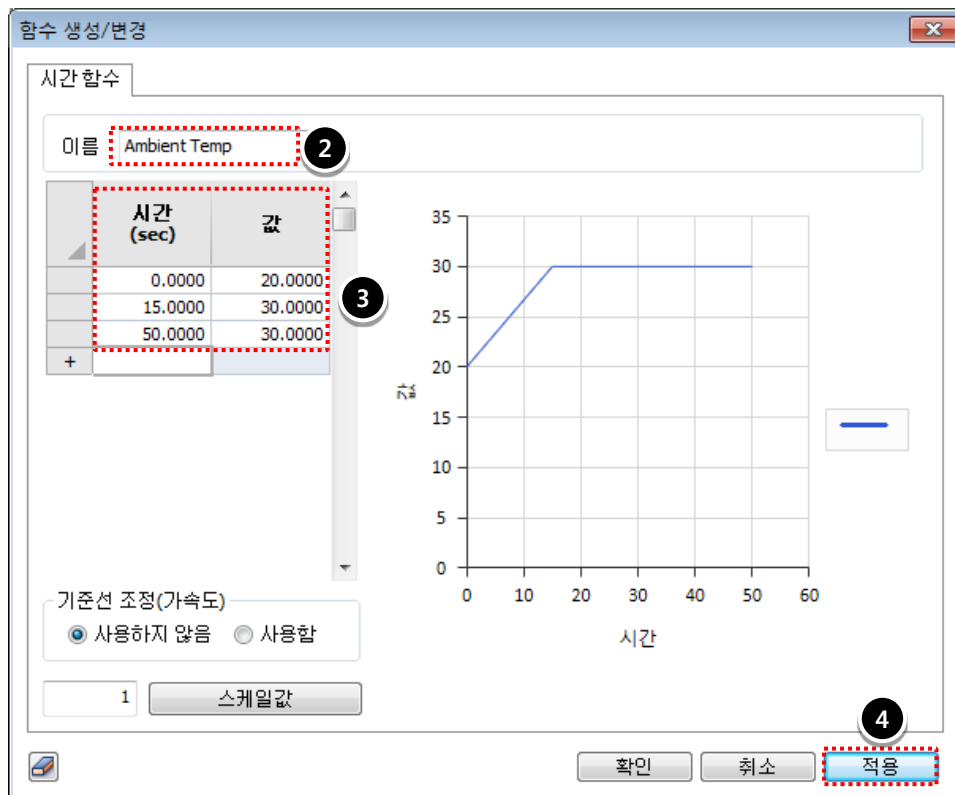 함수 생성/변경
시간 함수
이름 Ambient Temp 2
시간
(sec)
값
0.0000 20.0000
15.0000 30.0000
50.0000 30.0000
+
3
35
30
25
20
15
10
5
0
값
0 10 20 30 40 50 60
시간
기준선 조정(가속도)
사용하지 않음 사용함
1 스케일값
4
확인 취소 적용